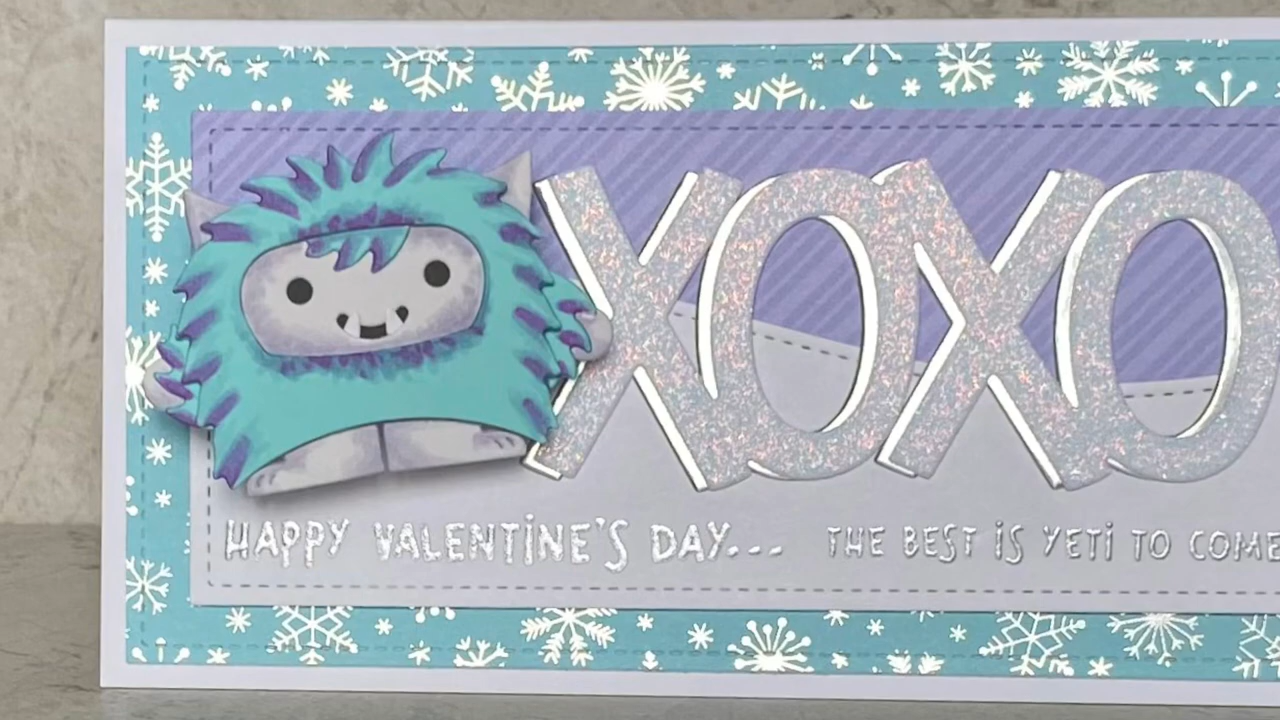 XOXO
HAPPY VALENTINE'S DAY... THE BEST IS YETI TO COME